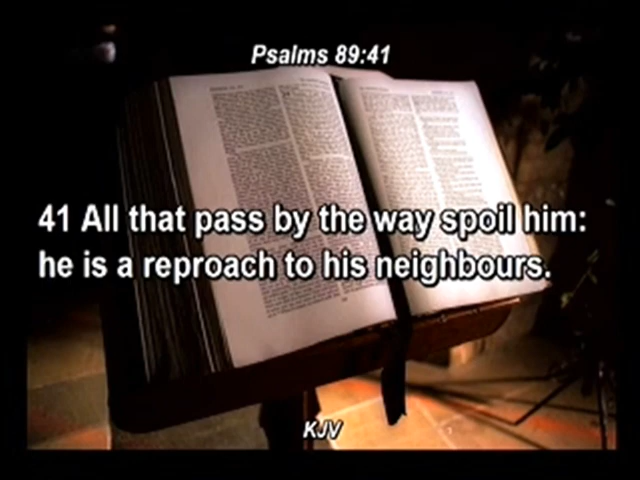 Psalms 89:41
41 All that pass by the way spoil him:
he is a reproach to his neighbours.
KJV